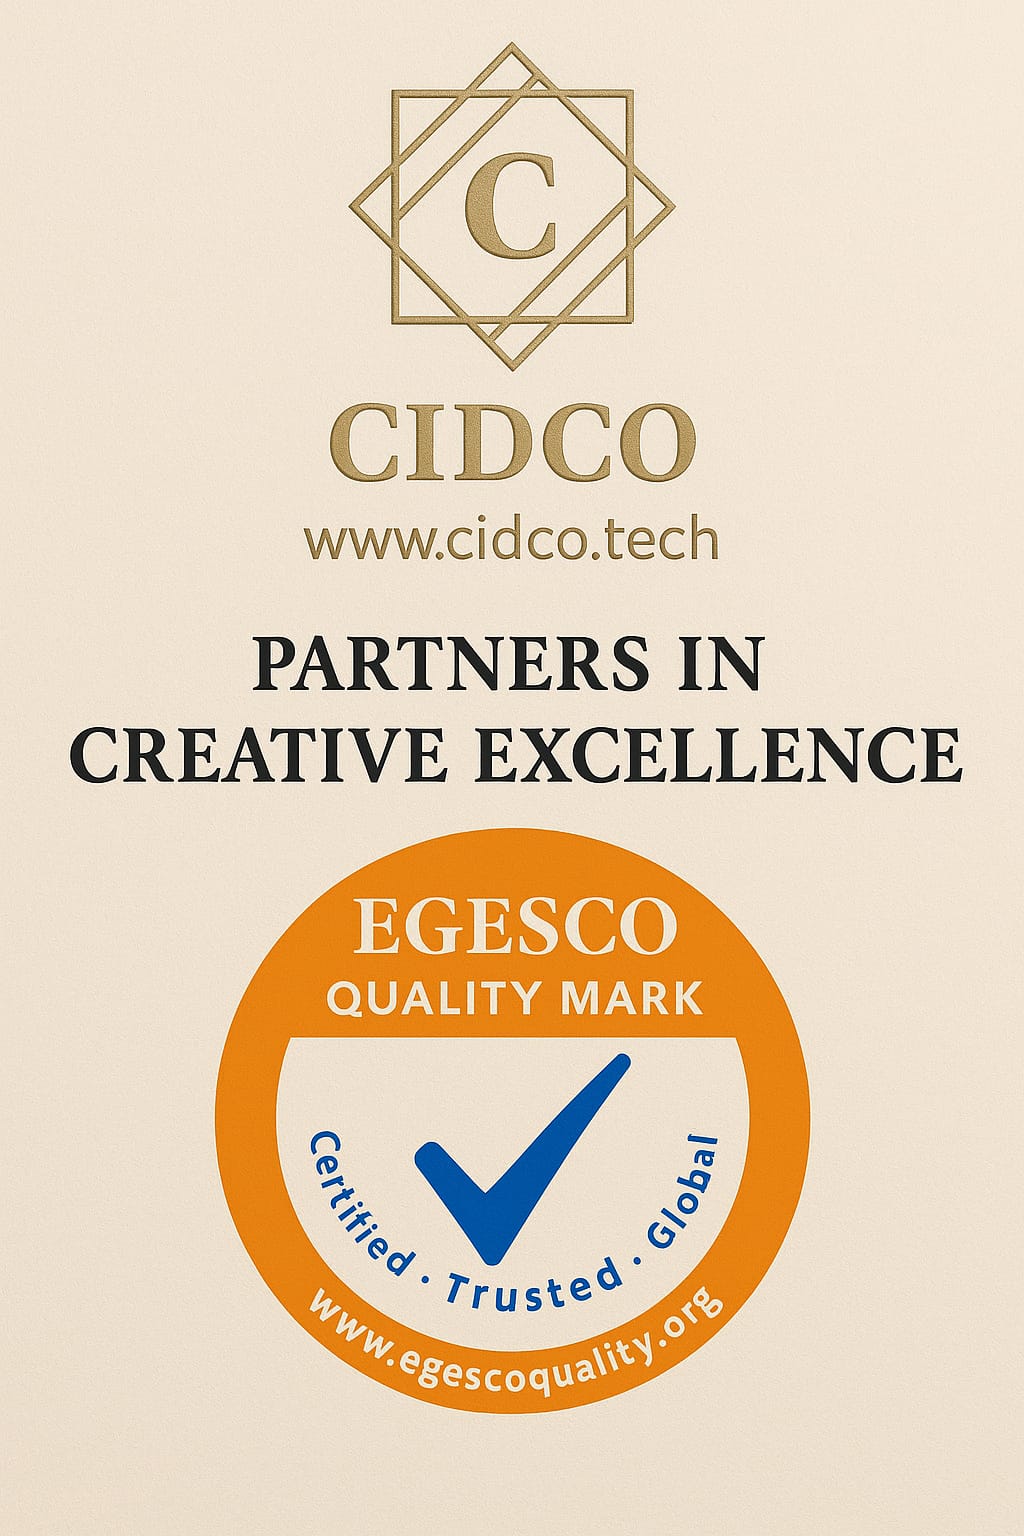 C
CIDCO
www.cidco.tech
PARTNERS IN
CREATIVE EXCELLENCE
EGESCO
QUALITY MARK
Certified · Trusted · Global
www.egescoquality.org